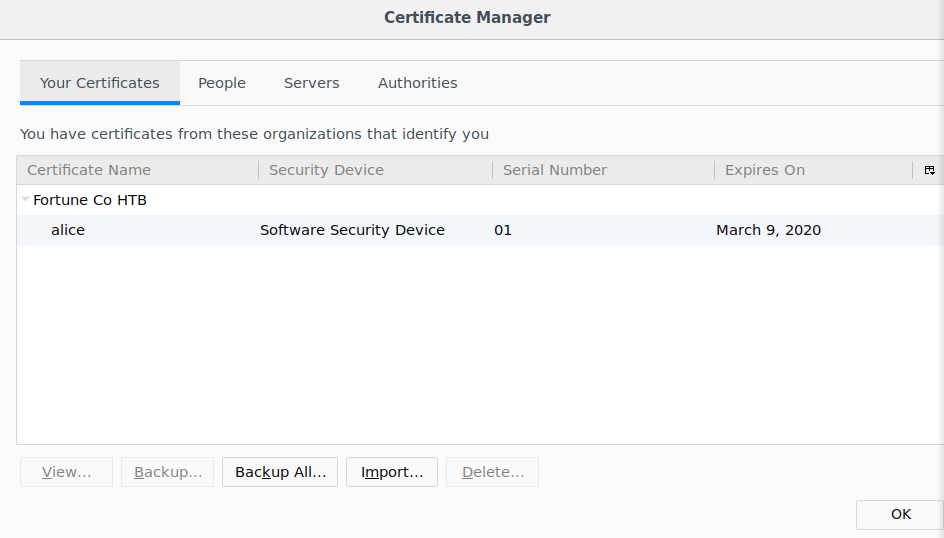 Certificate Manager
Your Certificates People Servers Authorities
You have certificates from these organizations that identify you
Certificate Name Security Device Serial Number Expires On
Fortune Co HTB
alice Software Security Device 01 March 9, 2020
View... Backup... Backup All... Import... Delete...
OK